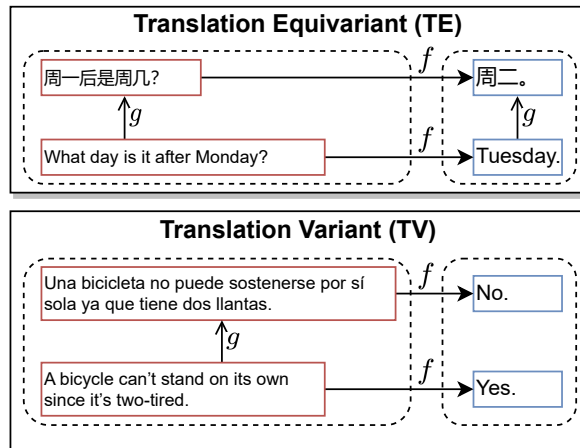 Translation Equivariant (TE)
周一后是周几?
f
周二。
g
g
What day is it after Monday?
f
Tuesday.
Translation Variant (TV)
Una bicicleta no puede sostenerse por sí
sola ya que tiene dos llantas.
f
No.
g
A bicycle can't stand on its own
since it's two-tired.
f
Yes.